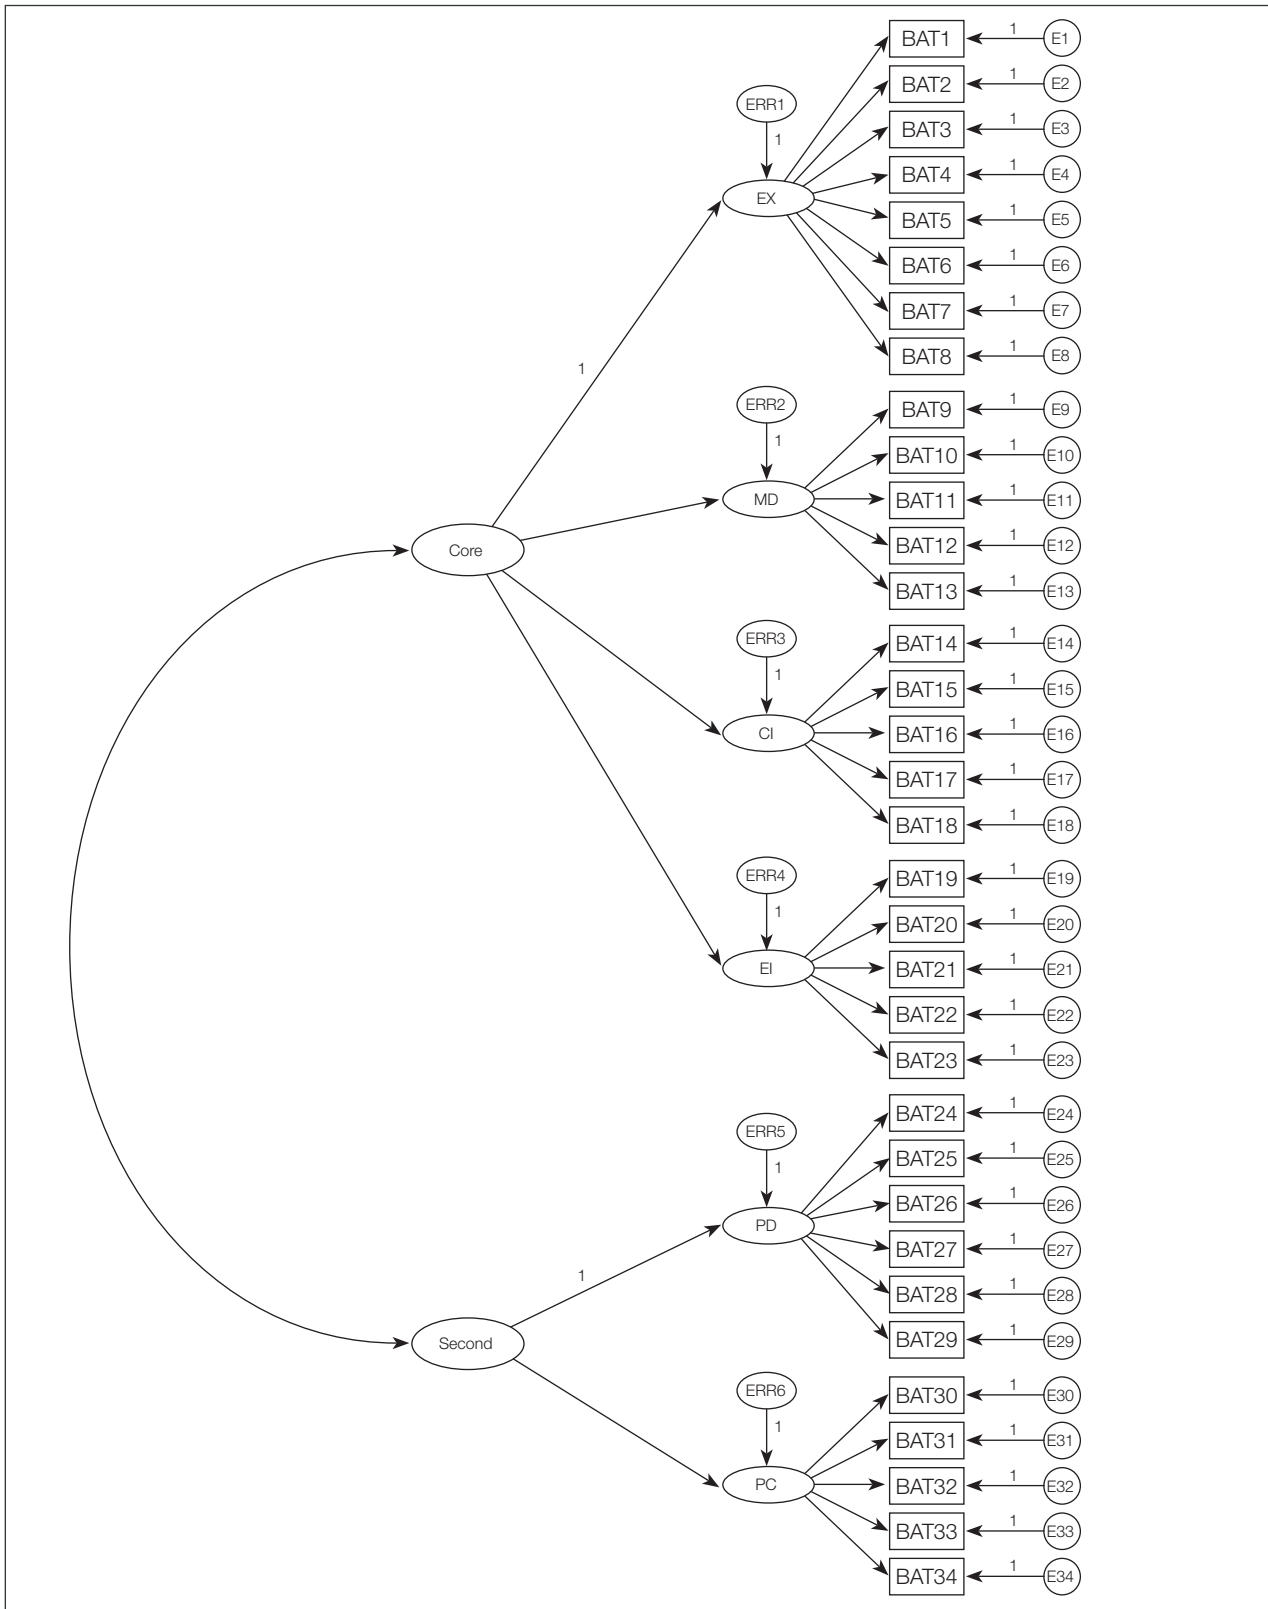 BAT1 1 E1
BAT2 1 E2
ERR1
BAT3 1 E3
1
BAT4 1 E4
EX
BAT5 1 E5
BAT6 1 E6
BAT7 1 E7
BAT8 1 E8
1
ERR2
BAT9 1 E9
1
BAT10 1 E10
MD
BAT11 1 E11
Core
BAT12 1 E12
BAT13 1 E13
ERR3
BAT14 1 E14
1
BAT15 1 E15
CI
BAT16 1 E16
BAT17 1 E17
BAT18 1 E18
ERR4
BAT19 1 E19
1
BAT20 1 E20
EI
BAT21 1 E21
BAT22 1 E22
BAT23 1 E23
BAT24 1 E24
ERR5
BAT25 1 E25
1
BAT26 1 E26
PD
BAT27 1 E27
1
BAT28 1 E28
Second
BAT29 1 E29
ERR6
BAT30 1 E30
1
BAT31 1 E31
PC
BAT32 1 E32
BAT33 1 E33
BAT34 1 E34